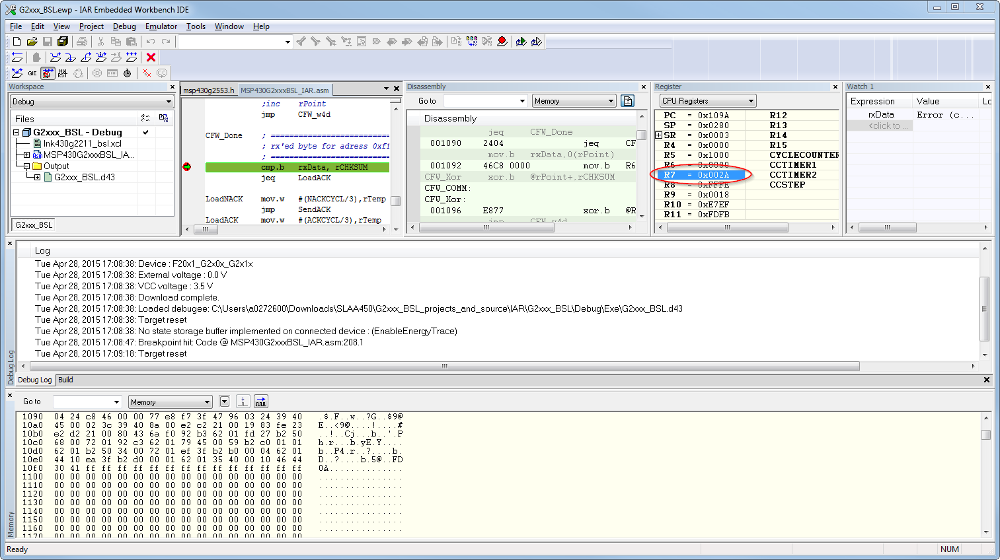 G2xxx_BSL.ewp - IAR Embedded Workbench IDE
File Edit View Project Debug Emulator Tools Window Help
GIE HW RST
Workspace
Debug
Files
G2xxx_BSL - Debug
lnk430g2211_bsl.xcl
MSP430G2xxxBSL_IA...
Output
G2xxx_BSL.d43
G2xxx_BSL
msp430g2553.h MSP430G2xxxBSL_IAR.asm
;inc rPoint
jmp CFW_w4d
CFW_Done ; ============================
; rx'ed byte for adress 0xff
; ============================
cmp.b rxData, rCHKSUM
jeq LoadACK
LoadNACK mov.w #(NACKCYCL/3),rTemp
jmp SendACK
LoadACK mov.w #(ACKCYCL/3),rTemp
Disassembly
Go to Memory
Disassembly
jeq CFW_Done
001090 2404 jeq CF
mov.b rxData,0(rPoint)
001092 46C8 0000 mov.b R6
CFW_Xor xor.b @rPoint+,rCHKSUM
CFW_COMM:
CFW_Xor:
001096 E877 xor.b @R
jmp CFW_w4d
Register
CPU Registers
PC = 0x109A R12
SP = 0x0280 R13
SR = 0x0003 R14
R4 = 0x0000 R15
R5 = 0x1000 CYCLECOUNTER
R6 = 0x0000 CCTIMER1
R7 = 0x002A CCTIMER2
R8 = 0xFFFE CCSTEP
R9 = 0x0018
R10 = 0xE7EF
R11 = 0xFDFB
Watch 1
Expression Value Lo
rxData Error (c...
<click to ...
Log
Tue Apr 28, 2015 17:08:38: Device : F20x1_G2x0x_G2x1x
Tue Apr 28, 2015 17:08:38: External voltage : 0.0 V
Tue Apr 28, 2015 17:08:38: VCC voltage : 3.5 V
Tue Apr 28, 2015 17:08:38: Download complete.
Tue Apr 28, 2015 17:08:38: Loaded debugee: C:\Users\a0272600\Downloads\SLAA450\G2xxx_BSL_projects_and_source\IAR\G2xxx_BSL\Debug\Exe\G2xxx_BSL.d43
Tue Apr 28, 2015 17:08:38: Target reset
Tue Apr 28, 2015 17:08:38: No state storage buffer implemented on connected device : (EnableEnergyTrace)
Tue Apr 28, 2015 17:08:47: Breakpoint hit: Code @ MSP430G2xxxBSL_IAR.asm:208.1
Tue Apr 28, 2015 17:09:18: Target reset
Debug Log
Debug Log Build
Go to Memory
1090 04 24 c8 46 00 00 77 e8 f7 3f 47 96 03 24 39 40 .$.F..w..?G..$9@
10a0 45 00 02 3c 39 40 8a 00 e2 c2 21 00 19 83 fe 23 E..<9@....!....#
10b0 e2 d2 21 00 80 43 6a f0 92 b3 62 01 fd 27 b2 50 ..!..Cj...b..'.P
10c0 68 00 72 01 92 c3 62 01 79 45 00 59 b2 c0 01 01 h.r...b.yE.Y....
10d0 62 01 b2 50 34 00 72 01 ef 3f b2 b0 00 04 62 01 b..P4.r..?....b.
10e0 44 10 ea 3f b2 d0 00 01 62 01 35 40 00 10 46 44 D..?....b.5@..FD
10f0 30 41 ff ff ff ff ff ff ff ff ff ff ff ff ff ff 0A..............
1100 00 00 00 00 00 00 00 00 00 00 00 00 00 00 00 00 ................
1110 00 00 00 00 00 00 00 00 00 00 00 00 00 00 00 00 ................
1120 00 00 00 00 00 00 00 00 00 00 00 00 00 00 00 00 ................
1130 00 00 00 00 00 00 00 00 00 00 00 00 00 00 00 00 ................
1140 00 00 00 00 00 00 00 00 00 00 00 00 00 00 00 00 ................
1150 00 00 00 00 00 00 00 00 00 00 00 00 00 00 00 00 ................
1160 00 00 00 00 00 00 00 00 00 00 00 00 00 00 00 00 ................
1170 00 00 00 00 00 00 00 00 00 00 00 00 00 00 00 00
Memory
Ready NUM